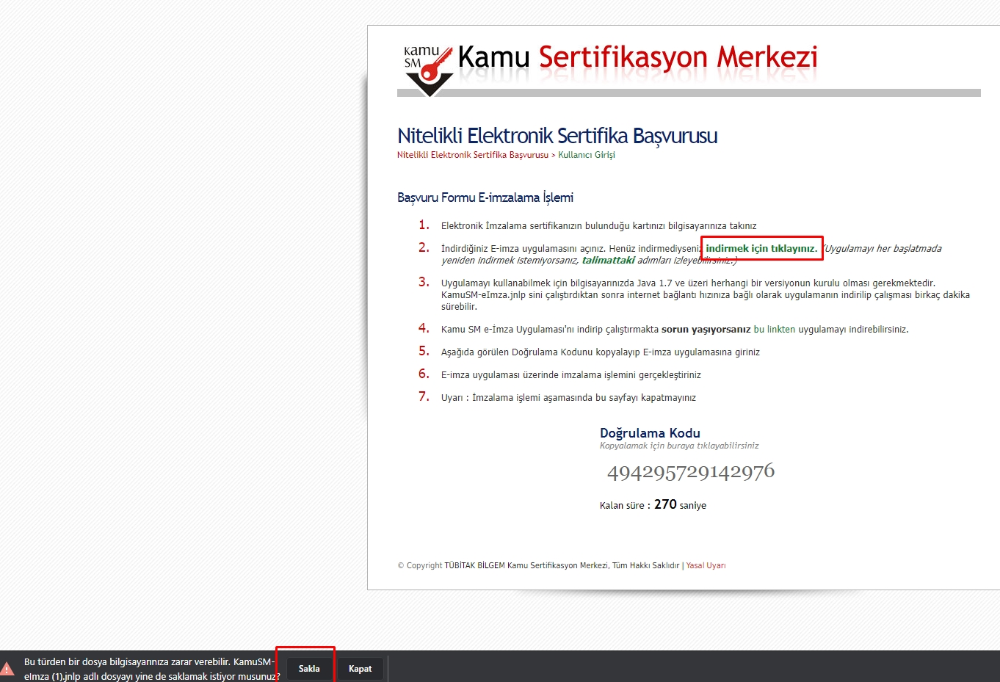 kamu
SM
Kamu Sertifikasyon Merkezi
Nitelikli Elektronik Sertifika Başvurusu
Nitelikli Elektronik Sertifika Başvurusu > Kullanıcı Girişi
Başvuru Formu E-imzalama İşlemi
1. Elektronik İmzalama sertifikanızın bulunduğu kartınızı bilgisayarınıza takınız
2. İndirdiğiniz E-imza uygulamasını açınız. Henüz indirmediyseniz indirmek için tıklayınız. (Uygulamayı her başlatmada
yeniden indirmek istemiyorsanız, talimattaki adımları izleyebilirsiniz.)
3. Uygulamayı kullanabilmek için bilgisayarınızda Java 1.7 ve üzeri herhangi bir versiyonun kurulu olması gerekmektedir.
KamuSM-eImza.jnlp sini çalıştırdıktan sonra internet bağlantı hızınıza bağlı olarak uygulamanın indirilip çalışması birkaç dakika
sürebilir.
4. Kamu SM e-İmza Uygulaması'nı indirip çalıştırmakta sorun yaşıyorsanız bu linkten uygulamayı indirebilirsiniz.
5. Aşağıda görülen Doğrulama Kodunu kopyalayıp E-imza uygulamasına giriniz
6. E-imza uygulaması üzerinde imzalama işlemini gerçekleştiriniz
7. Uyarı : İmzalama işlemi aşamasında bu sayfayı kapatmayınız
Doğrulama Kodu
Kopyalamak için buraya tıklayabilirsiniz
494295729142976
Kalan süre : 270 saniye
© Copyright TÜBİTAK BİLGEM Kamu Sertifikasyon Merkezi, Tüm Hakkı Saklıdır | Yasal Uyarı
Bu türden bir dosya bilgisayarınıza zarar verebilir. KamuSM-
eImza (1).jnlp adlı dosyayı yine de saklamak istiyor musunuz?
Sakla
Kapat